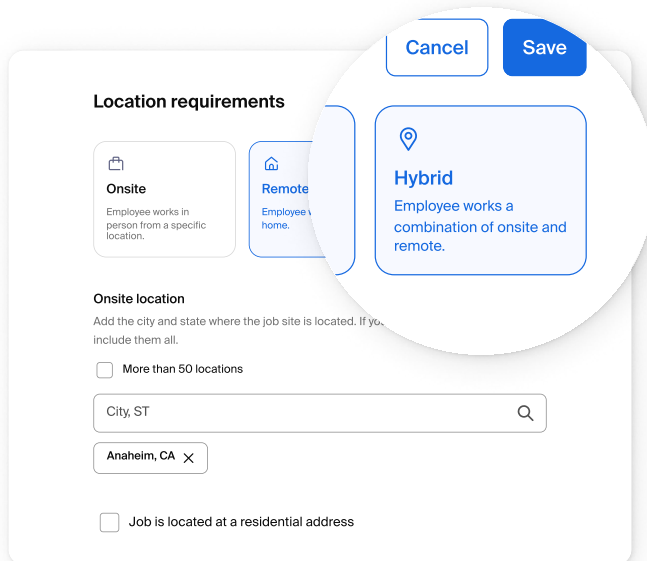 Cancel
Save
Location requirements
Onsite
Employee works in
person from a specific
location.
Remote
Employee
home.
Hybrid
Employee works a
combination of onsite and
remote.
Onsite location
Add the city and state where the job site is located. If you
include them all.
More than 50 locations
City, ST
Anaheim, CA
Job is located at a residential address